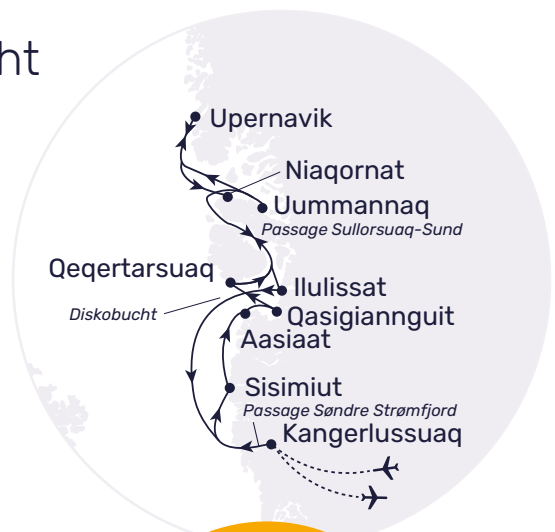 ht
Upernavik
Niaqornat
Uummannaq
Passage Sullorsuaq-Sund
Qeqertarsuaq
Ilulissat
Diskobucht
Qasigiannguit
Aasiaat
Sisimiut
Passage Søndre Strømfjord
Kangerlussuaq